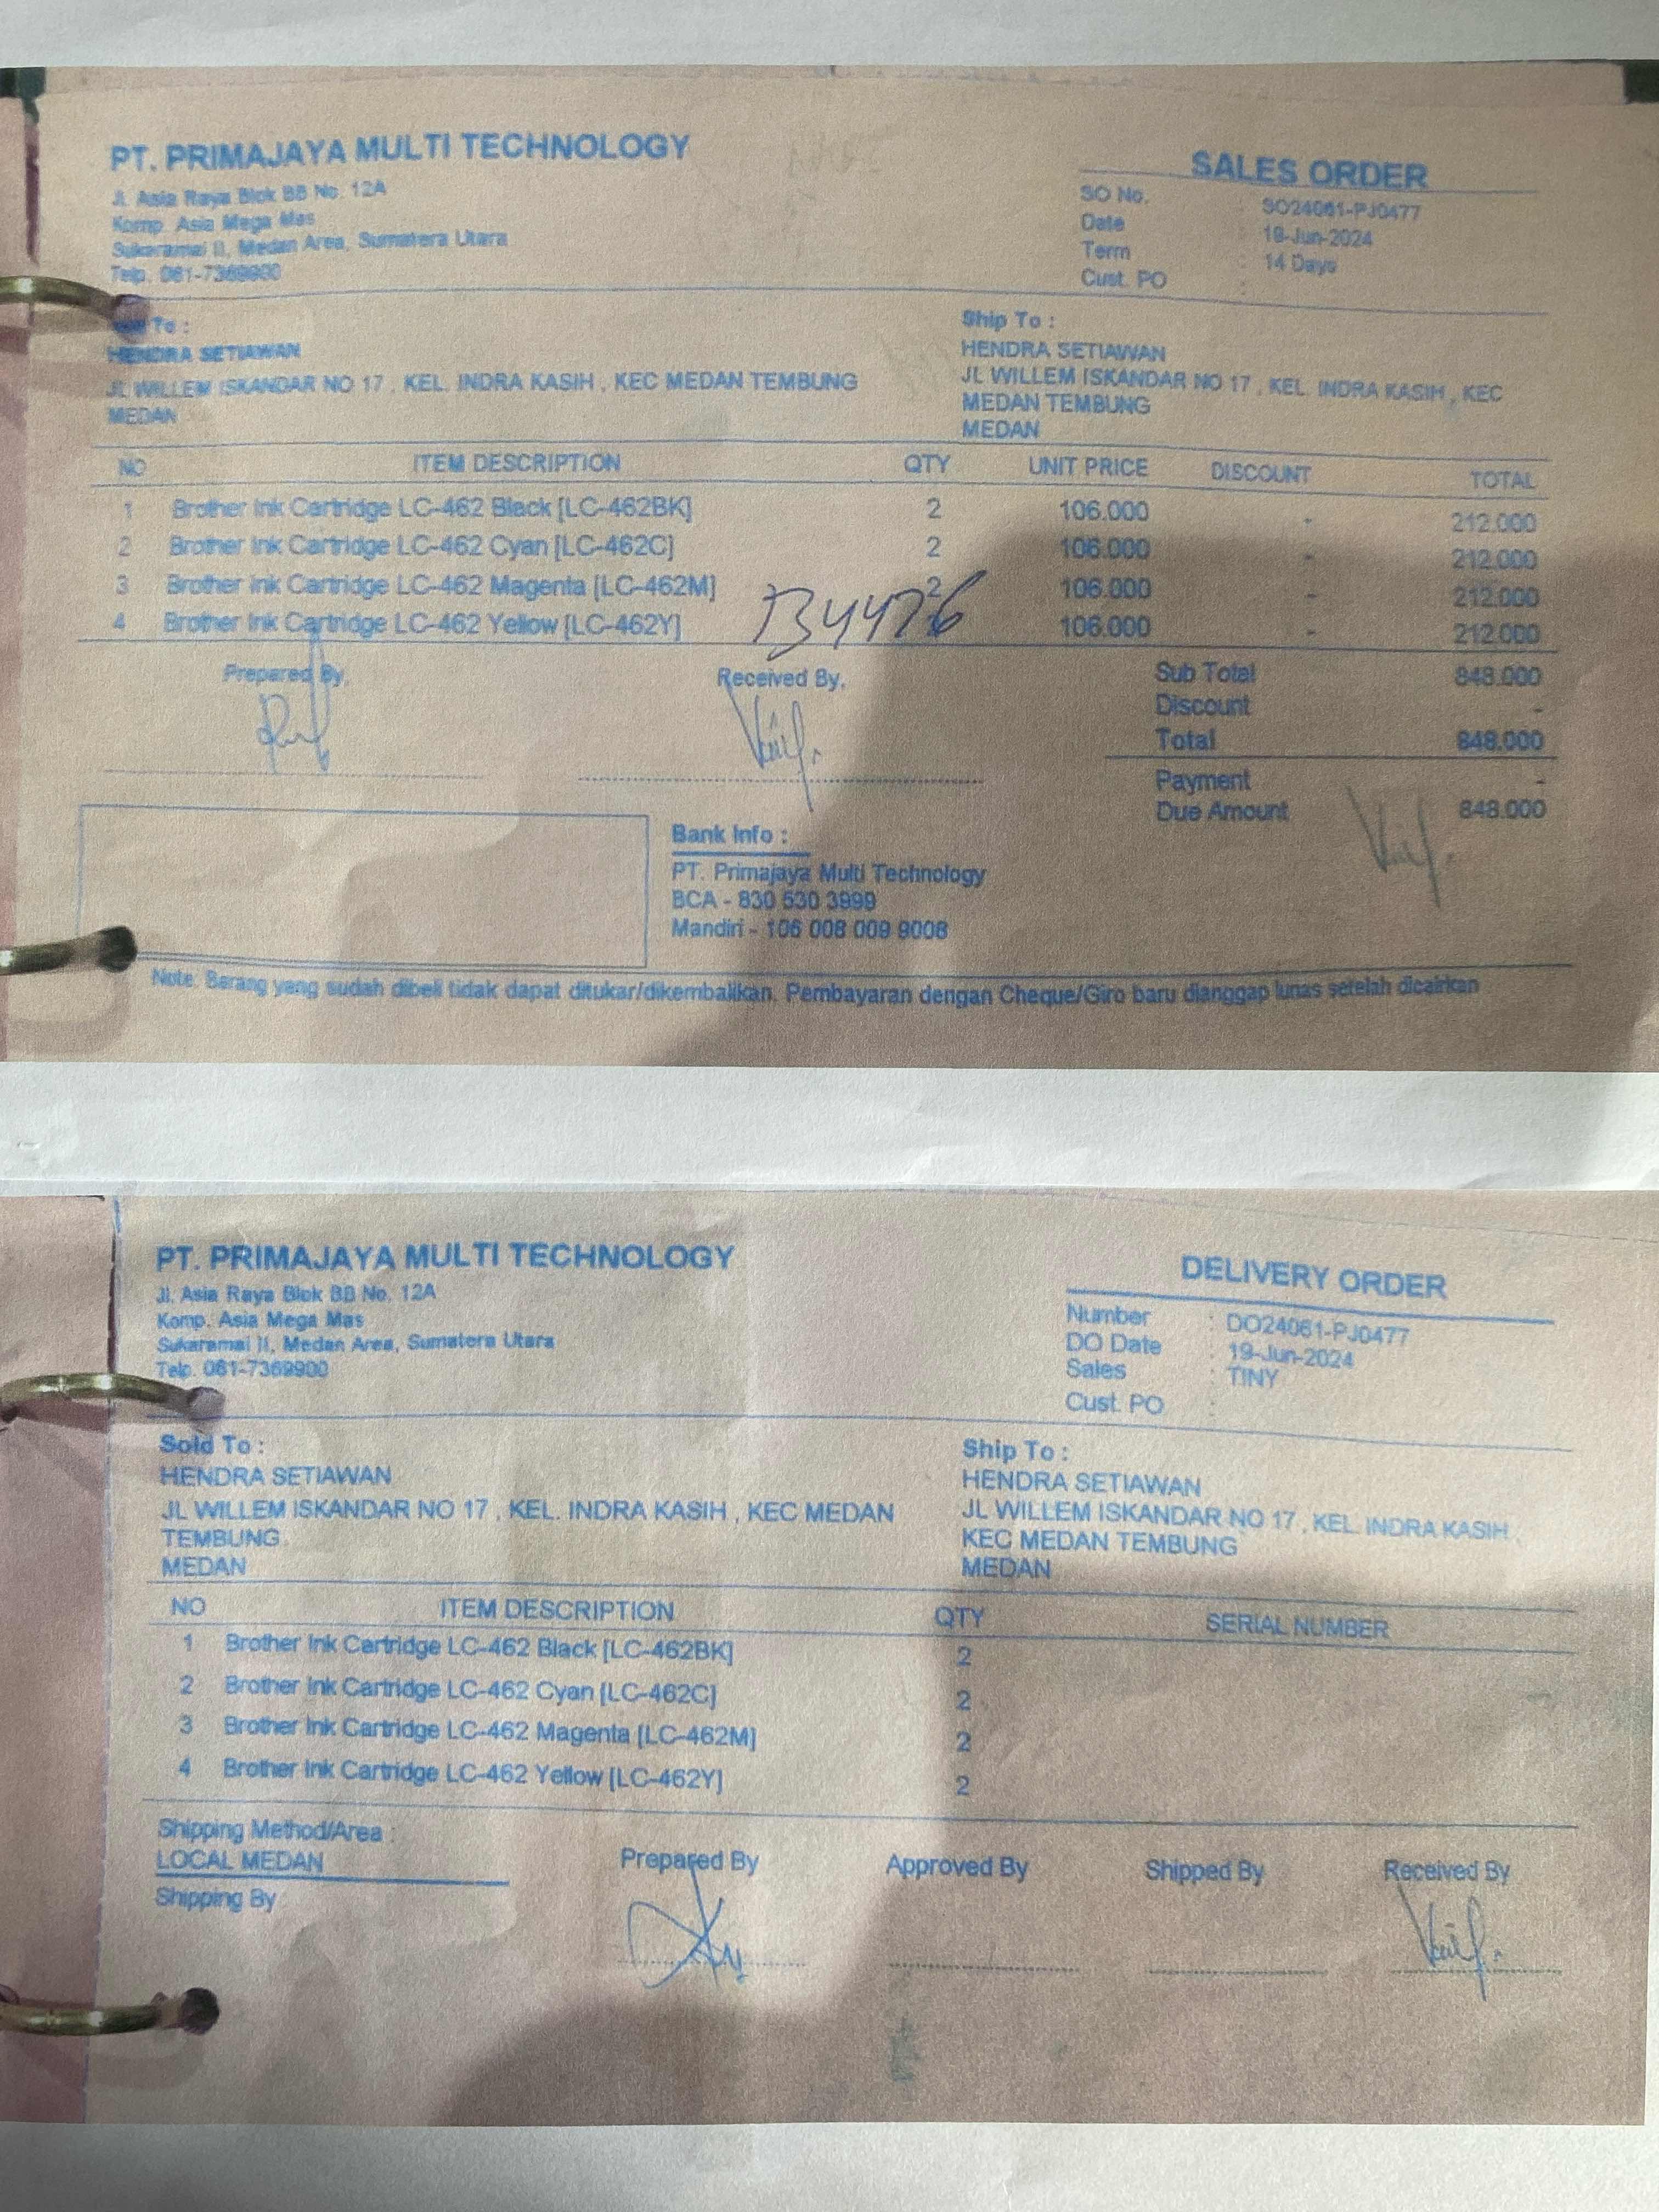 PT. PRIMAJAYA MULTI TECHNOLOGY
Jl. Asia Raya Blok BB No. 12A
Komp. Asia Mega Mas
Sukaramai II, Medan Area, Sumatera Utara
Telp. 061-7369900
SALES ORDER
SO No. : SO24061-PJ0477
Date : 19-Jun-2024
Term : 14 Days
Cust. PO :
To :
HENDRA SETIAWAN
JL WILLEM ISKANDAR NO 17 , KEL. INDRA KASIH , KEC MEDAN TEMBUNG
MEDAN
Ship To :
HENDRA SETIAWAN
JL WILLEM ISKANDAR NO 17 , KEL. INDRA KASIH , KEC
MEDAN TEMBUNG
MEDAN
NO ITEM DESCRIPTION QTY UNIT PRICE DISCOUNT TOTAL
1 Brother Ink Cartridge LC-462 Black [LC-462BK] 2 106.000 - 212.000
2 Brother Ink Cartridge LC-462 Cyan [LC-462C] 2 106.000 - 212.000
3 Brother Ink Cartridge LC-462 Magenta [LC-462M] 2 106.000 - 212.000
4 Brother Ink Cartridge LC-462 Yellow [LC-462Y] 106.000 - 212.000
Prepared By,
Received By,
Sub Total 848.000
Discount -
Total 848.000
Payment -
Due Amount 848.000
Bank Info :
PT. Primajaya Multi Technology
BCA - 830 530 3999
Mandiri - 106 008 009 9008
Note. Barang yang sudah dibeli tidak dapat ditukar/dikembalikan. Pembayaran dengan Cheque/Giro baru dianggap lunas setelah dicairkan
PT. PRIMAJAYA MULTI TECHNOLOGY
Jl. Asia Raya Blok BB No. 12A
Komp. Asia Mega Mas
Sukaramai II, Medan Area, Sumatera Utara
Telp. 061-7369900
DELIVERY ORDER
Number : DO24061-PJ0477
DO Date : 19-Jun-2024
Sales : TINY
Cust. PO :
Sold To :
HENDRA SETIAWAN
JL WILLEM ISKANDAR NO 17 , KEL. INDRA KASIH , KEC MEDAN
TEMBUNG
MEDAN
Ship To :
HENDRA SETIAWAN
JL WILLEM ISKANDAR NO 17 , KEL. INDRA KASIH ,
KEC MEDAN TEMBUNG
MEDAN
NO ITEM DESCRIPTION QTY SERIAL NUMBER
1 Brother Ink Cartridge LC-462 Black [LC-462BK] 2
2 Brother Ink Cartridge LC-462 Cyan [LC-462C] 2
3 Brother Ink Cartridge LC-462 Magenta [LC-462M] 2
4 Brother Ink Cartridge LC-462 Yellow [LC-462Y] 2
Shipping Method/Area :
LOCAL MEDAN
Shipping By
Prepared By
Approved By
Shipped By
Received By